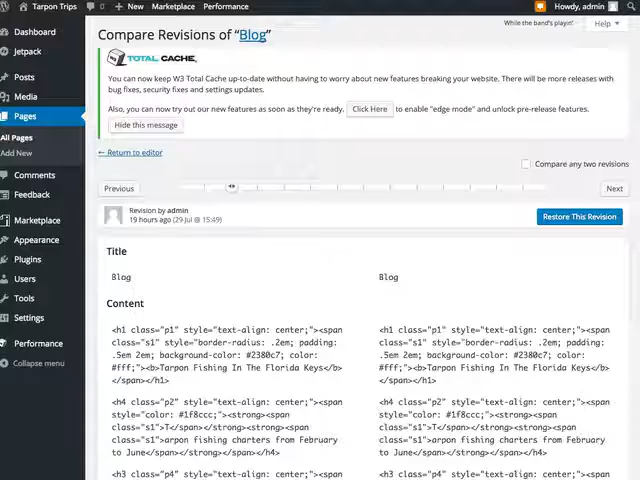 Tarpon Trips 0 + New Marketplace Performance Howdy, admin
While the band's playin'
Help
Dashboard
Jetpack
Posts
Media
Pages
All Pages
Add New
Comments
Feedback
Marketplace
Appearance
Plugins
Users
Tools
Settings
Performance
Collapse menu
Compare Revisions of “Blog”
TOTAL CACHE
You can now keep W3 Total Cache up-to-date without having to worry about new features breaking your website. There will be more releases with
bug fixes, security fixes and settings updates.
Also, you can now try out our new features as soon as they're ready. Click Here to enable "edge mode" and unlock pre-release features.
Hide this message
← Return to editor
Compare any two revisions
Previous
Next
Revision by admin
19 hours ago (29 Jul @ 15:49)
Restore This Revision
Title
Blog Blog
Content
<h1 class="p1" style="text-align: center;"><span
class="s1" style="border-radius: .2em; padding:
.5em 2em; background-color: #2380c7; color:
#fff;"><b>Tarpon Fishing In The Florida Keys</b>
</span></h1>
<h4 class="p2" style="text-align: center;"><span
style="color: #1f8ccc;"><strong><span
class="s1">T</span></strong><strong><span
class="s1">arpon fishing charters from February
to June</span></strong></span></h4>
<h3 class="p4" style="text-align: center;"><span
<h1 class="p1" style="text-align: center;"><span
class="s1" style="border-radius: .2em; padding:
.5em 2em; background-color: #2380c7; color:
#fff;"><b>Tarpon Fishing In The Florida Keys</b>
</span></h1>
<h4 class="p2" style="text-align: center;"><span
style="color: #1f8ccc;"><strong><span
class="s1">T</span></strong><strong><span
class="s1">arpon fishing charters from February
to June</span></strong></span></h4>
<h3 class="p4" style="text-align: center;"><span